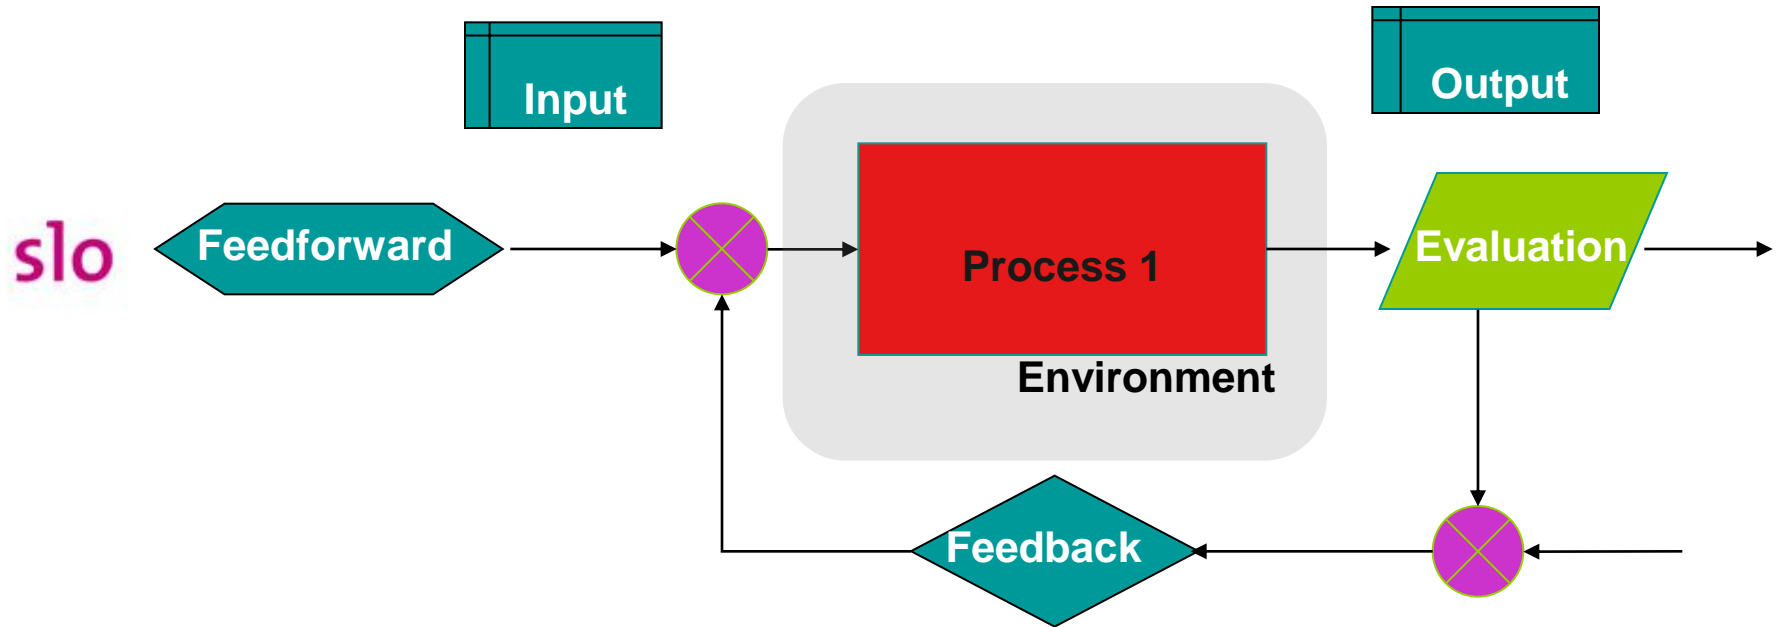 Input
Output
slo
Feedforward
Process 1
Evaluation
Environment
Feedback